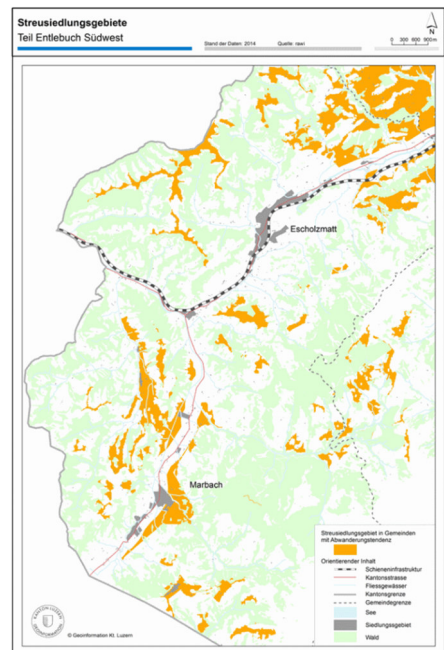 Streusiedlungsgebiete
Teil Entlebuch Südwest
Stand der Daten: 2014
Quelle: rawi
0 300 600 900m
N
Escholzmatt
Marbach
Streusiedlungsgebiet in Gemeinden
mit Abwanderungstendenz
Orientierender Inhalt
Schieneninfrastruktur
Kantonsstrasse
Fliessgewässer
Kantonsgrenze
Gemeindegrenze
See
Siedlungsgebiet
Wald
© Geoinformation Kt. Luzern